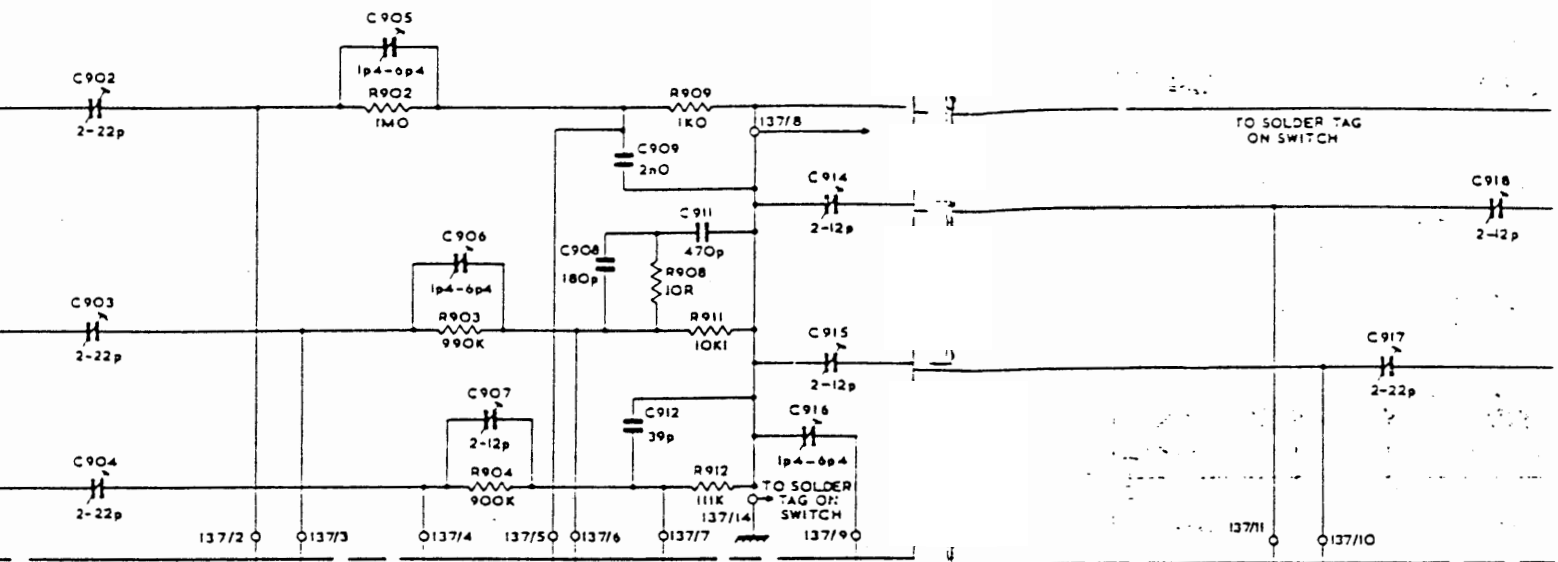 C905
1p4-6p4
C902
2-22p
R902
1M0
R909
1K0
137/8
TO SOLDER TAG
ON SWITCH
C909
2n0
C914
2-12p
C918
2-12p
C911
470p
C906
1p4-6p4
C908
180p
R908
10R
C903
2-22p
R903
990K
R911
10K1
C915
2-12p
C917
2-22p
C907
2-12p
C912
39p
C916
1p4-6p4
C904
2-22p
R904
900K
R912
111K
TO SOLDER
TAG ON
SWITCH
137/14
137/2
137/3
137/4
137/5
137/6
137/7
137/9
137/11
137/10